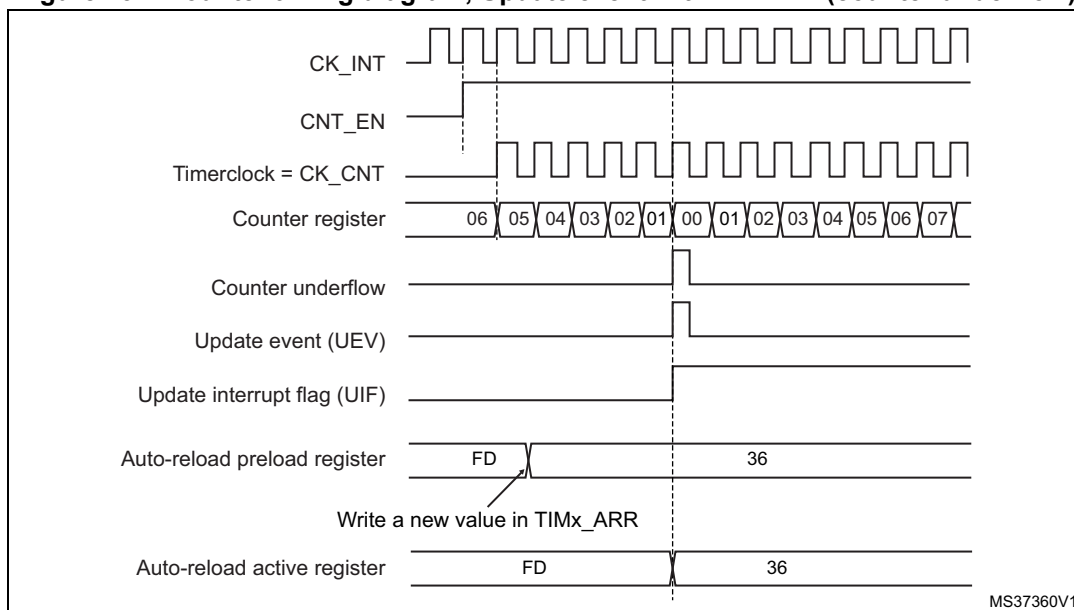 CK_INT
CNT_EN
Timerclock = CK_CNT
Counter register 06 05 04 03 02 01 00 01 02 03 04 05 06 07
Counter underflow
Update event (UEV)
Update interrupt flag (UIF)
Auto-reload preload register FD 36
Write a new value in TIMx_ARR
Auto-reload active register FD 36
MS37360V1